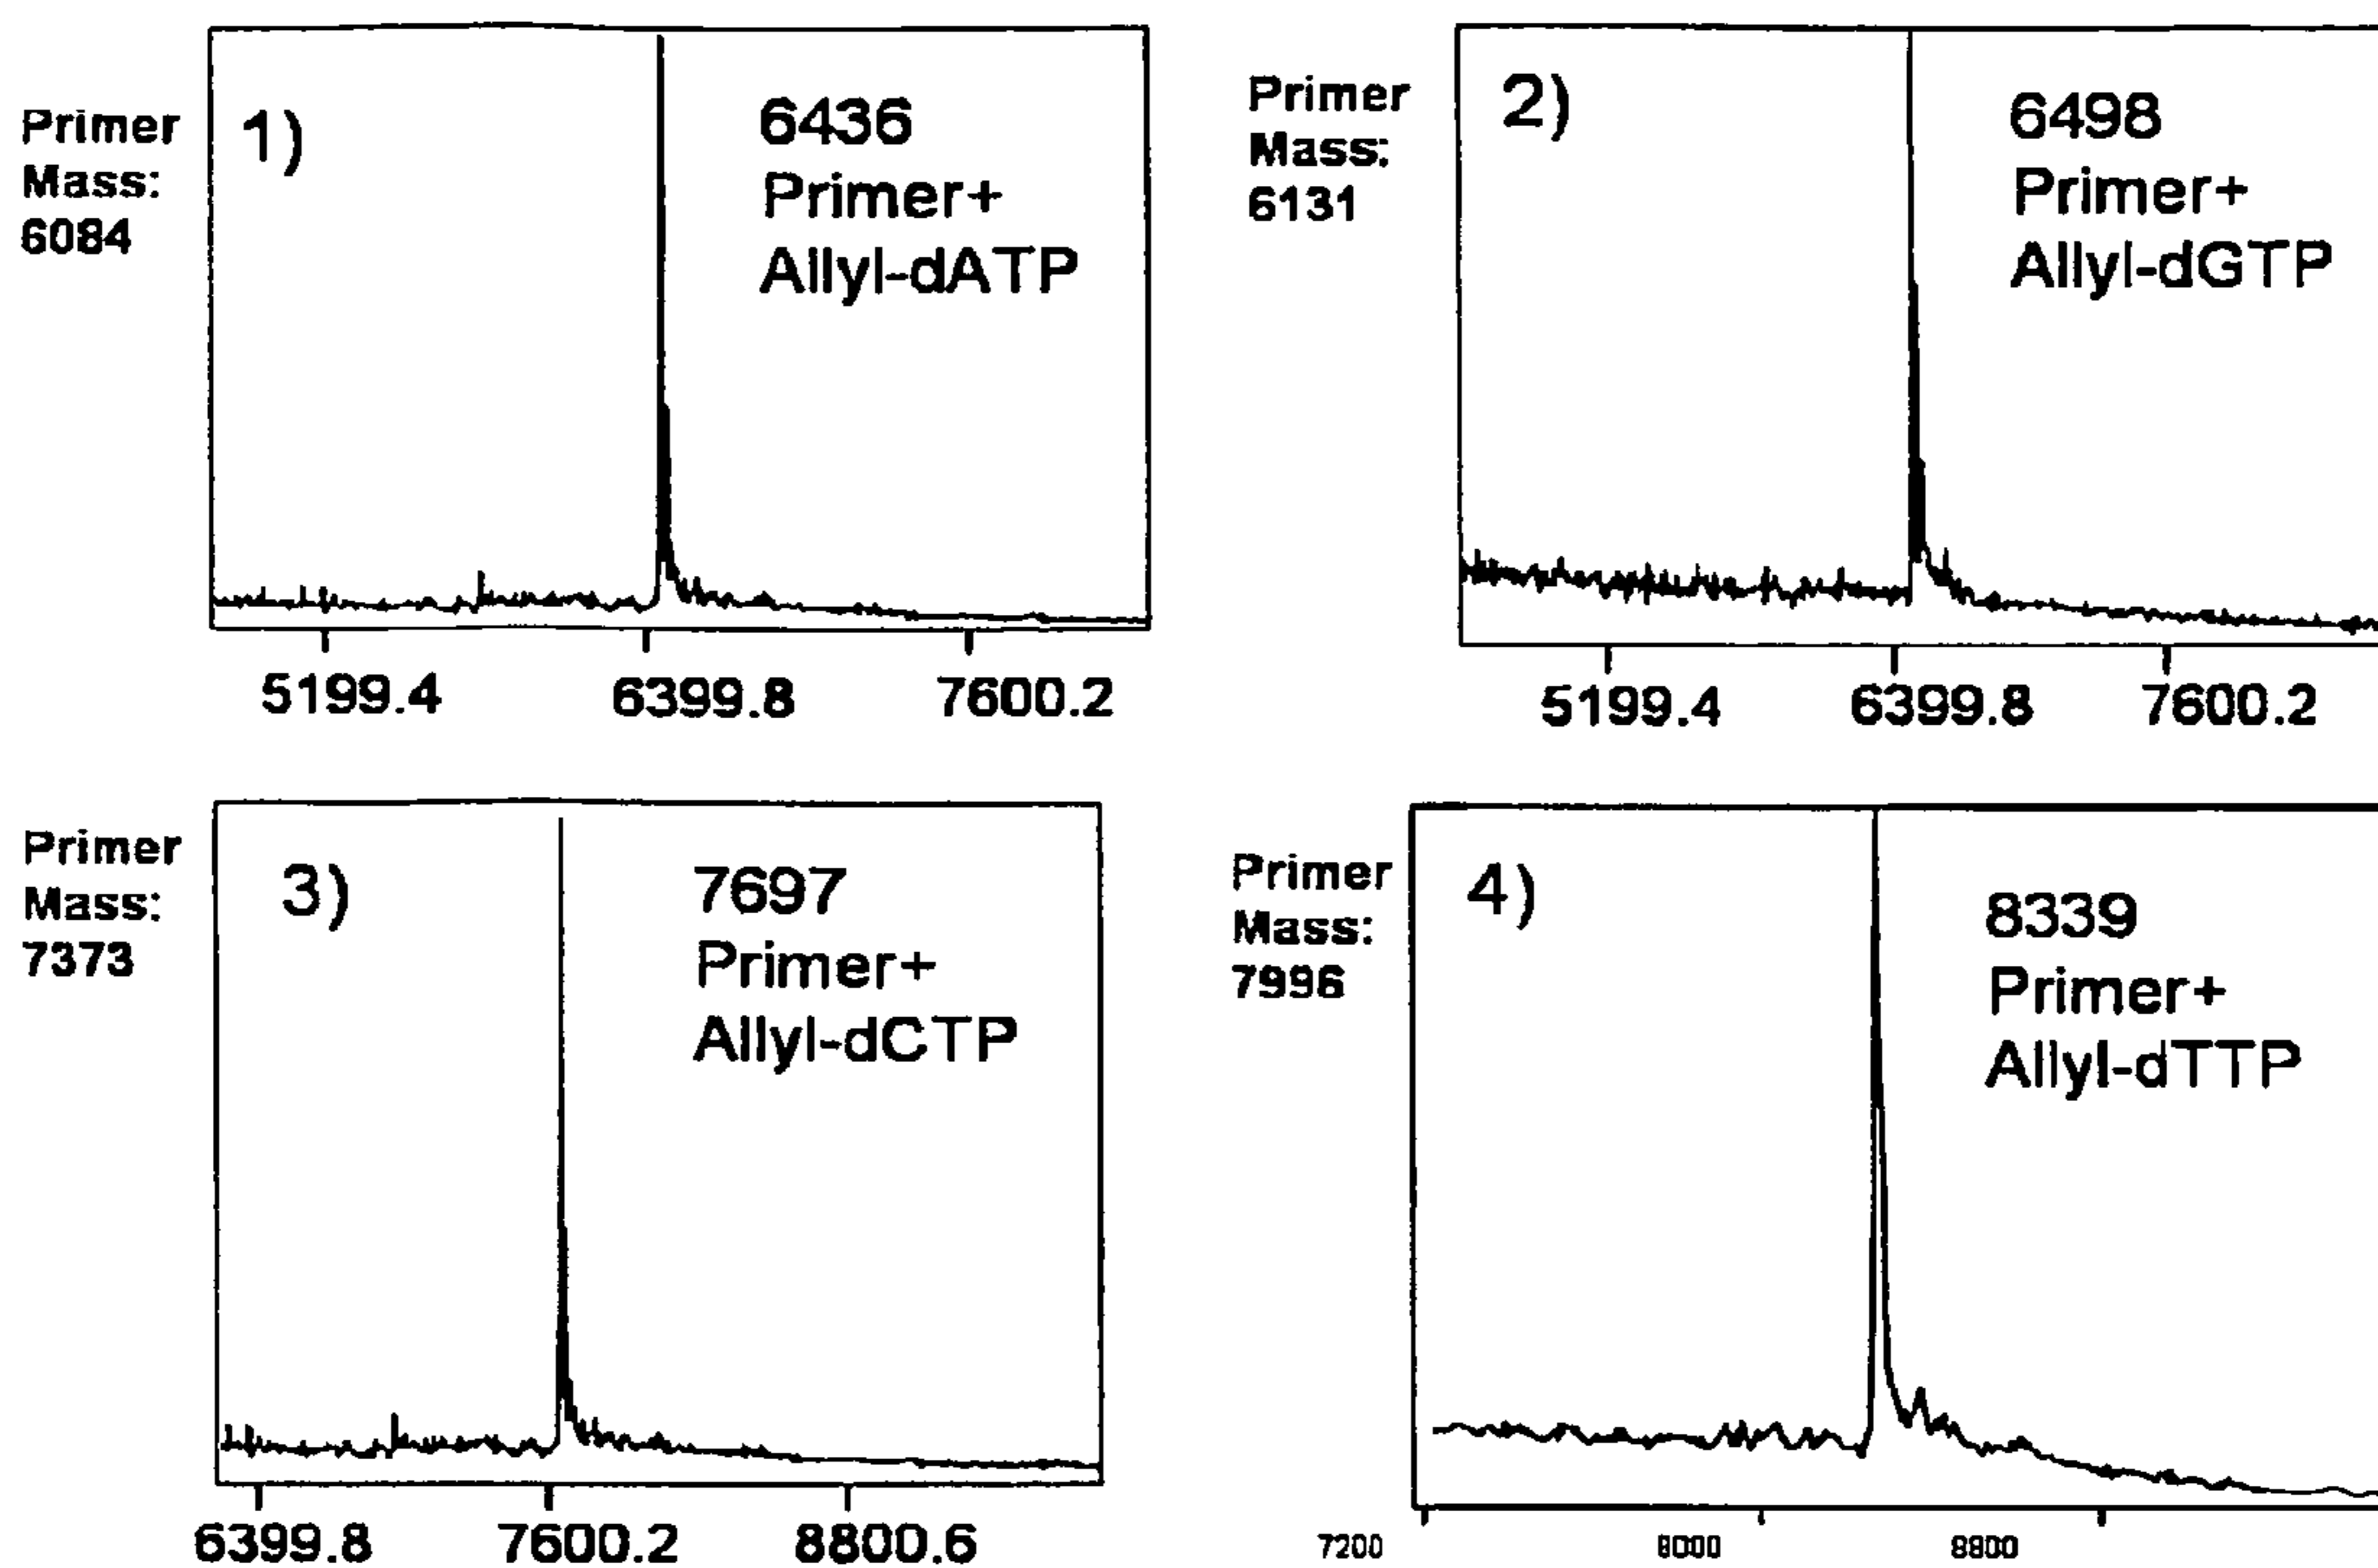 Primer
Mass:
6084
1)
6436
Primer+
Allyl-dATP
5199.4 6399.8 7600.2
Primer
Mass:
6131
2)
6498
Primer+
Allyl-dGTP
5199.4 6399.8 7600.2
Primer
Mass:
7373
3)
7697
Primer+
Allyl-dCTP
6399.8 7600.2 8800.6
Primer
Mass:
7996
4)
8339
Primer+
Allyl-dTTP
7200 8000 8800